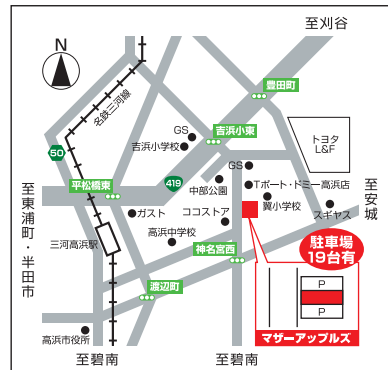 至刈谷
N
名鉄三河線
419
豊田町
GS
吉浜小東
吉浜小学校
トヨタ
L&F
50
平松橋東
419
中部公園
GS
Tポート・ドミー高浜店
翼小学校
至安城
至東浦町・半田市
ガスト
ココストア
スギヤス
高浜中学校
三河高浜駅
神名宮西
駐車場
19台有
渡辺町
P
P
高浜市役所
マザーアップルズ
至碧南
至碧南